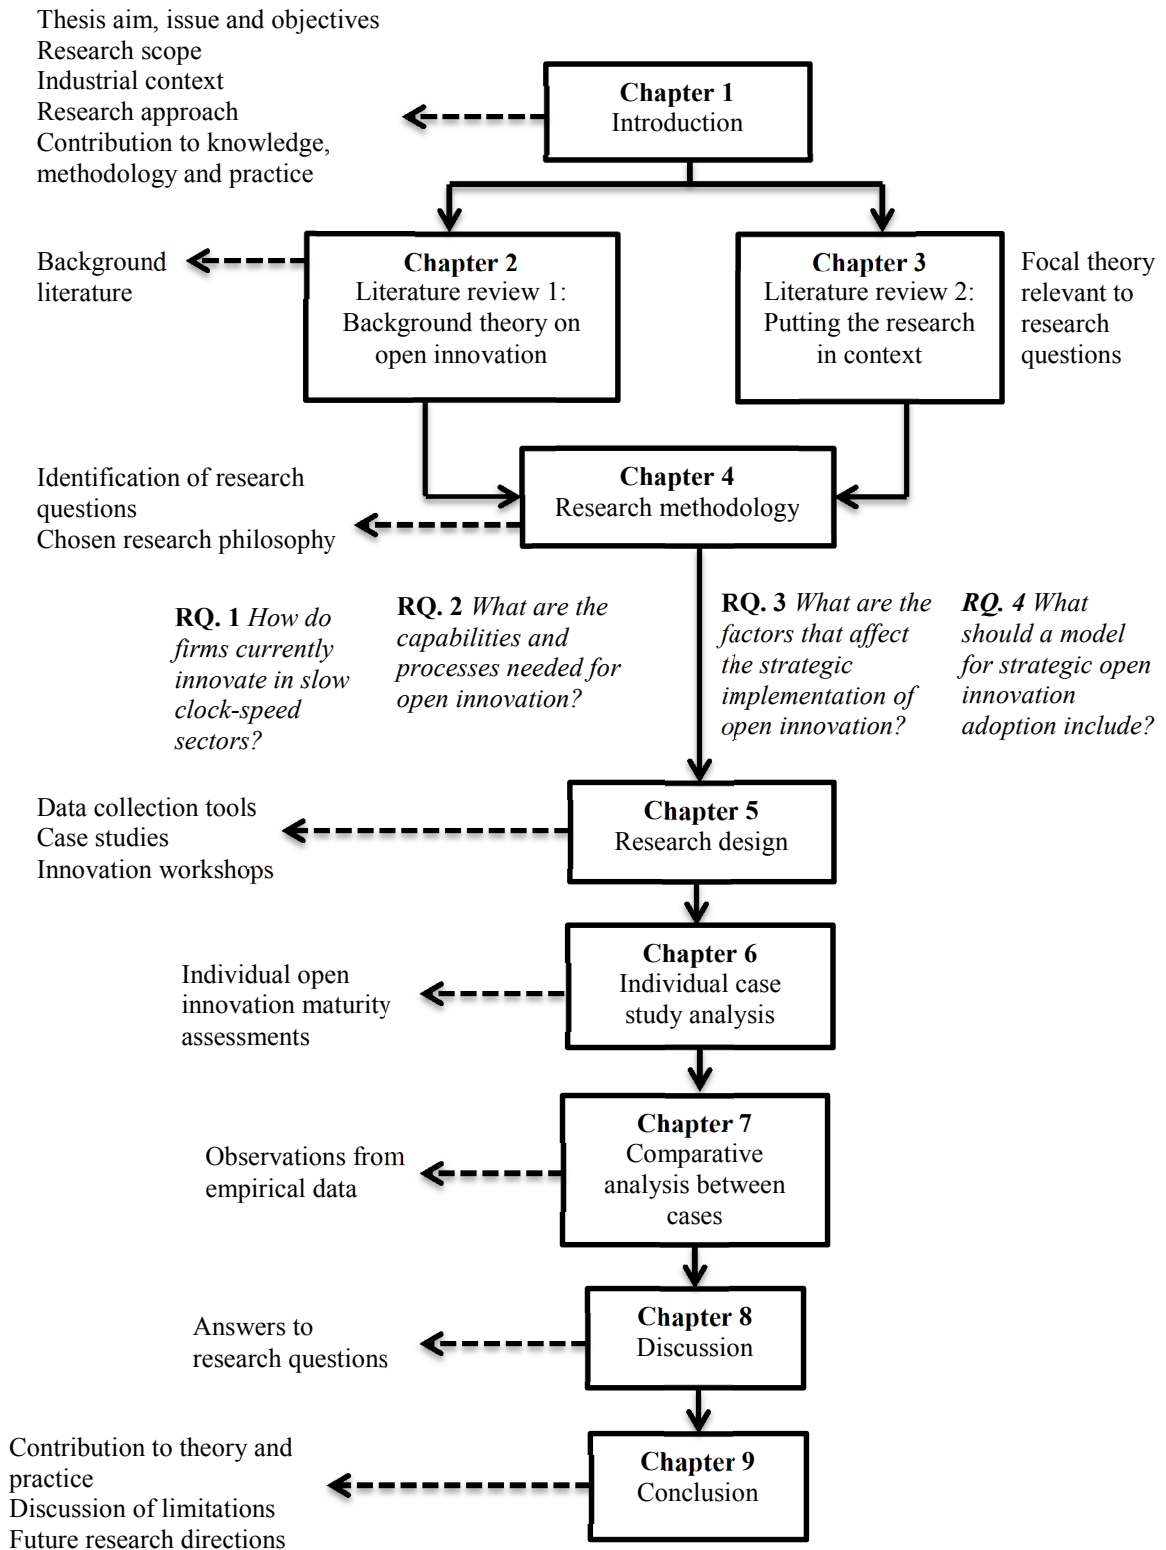 Thesis aim, issue and objectives
Research scope
Industrial context
Research approach
Contribution to knowledge,
methodology and practice
Chapter 1
Introduction
Background
literature
Chapter 2
Literature review 1:
Background theory on
open innovation
Chapter 3
Literature review 2:
Putting the research
in context
Focal theory
relevant to
research
questions
Identification of research
questions
Chosen research philosophy
Chapter 4
Research methodology
RQ. 1 How do
firms currently
innovate in slow
clock-speed
sectors?
RQ. 2 What are the
capabilities and
processes needed for
open innovation?
RQ. 3 What are the
factors that affect
the strategic
implementation of
open innovation?
RQ. 4 What
should a model
for strategic open
innovation
adoption include?
Data collection tools
Case studies
Innovation workshops
Chapter 5
Research design
Individual open
innovation maturity
assessments
Chapter 6
Individual case
study analysis
Observations from
empirical data
Chapter 7
Comparative
analysis between
cases
Answers to
research questions
Chapter 8
Discussion
Contribution to theory and
practice
Discussion of limitations
Future research directions
Chapter 9
Conclusion